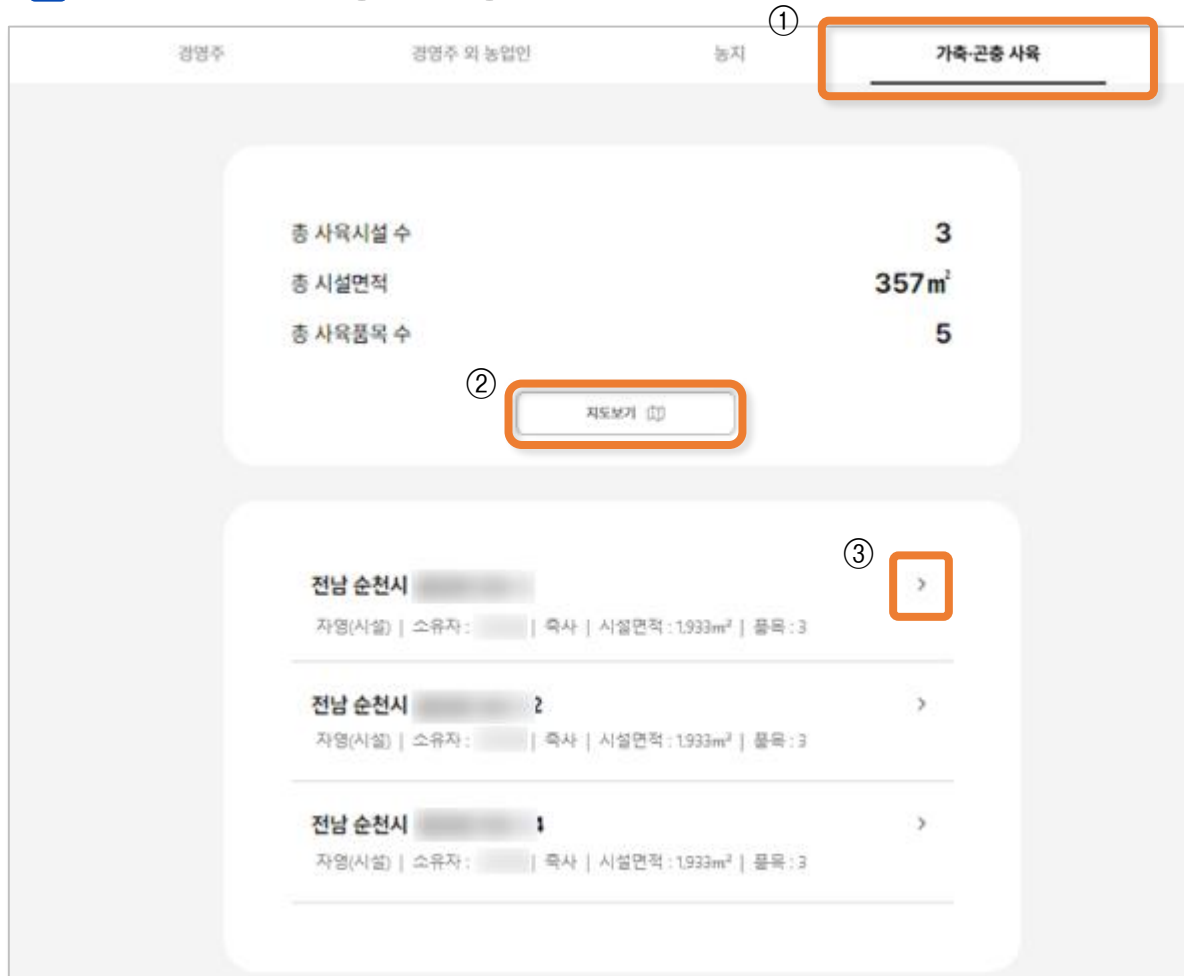 ①
경영주 경영주 외 농업인 농지 가축·곤충 사육
총 사육시설 수 3
총 시설면적 357㎡
총 사육품목 수 5
②
지도보기
③
전남 순천시 >
자영(시설) | 소유자 : | 축사 | 시설면적 : 1,933m² | 품목 : 3
전남 순천시 2 >
자영(시설) | 소유자 : | 축사 | 시설면적 : 1,933m² | 품목 : 3
전남 순천시 4 >
자영(시설) | 소유자 : | 축사 | 시설면적 : 1,933m² | 품목 : 3